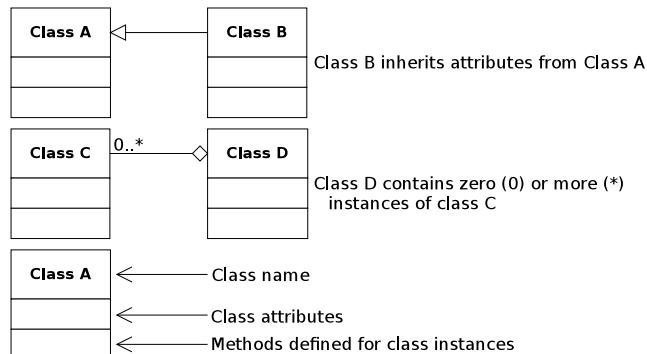 Class A
Class B
Class B inherits attributes from Class A
Class C
0..*
Class D
Class D contains zero (0) or more (*)
instances of class C
Class A
Class name
Class attributes
Methods defined for class instances